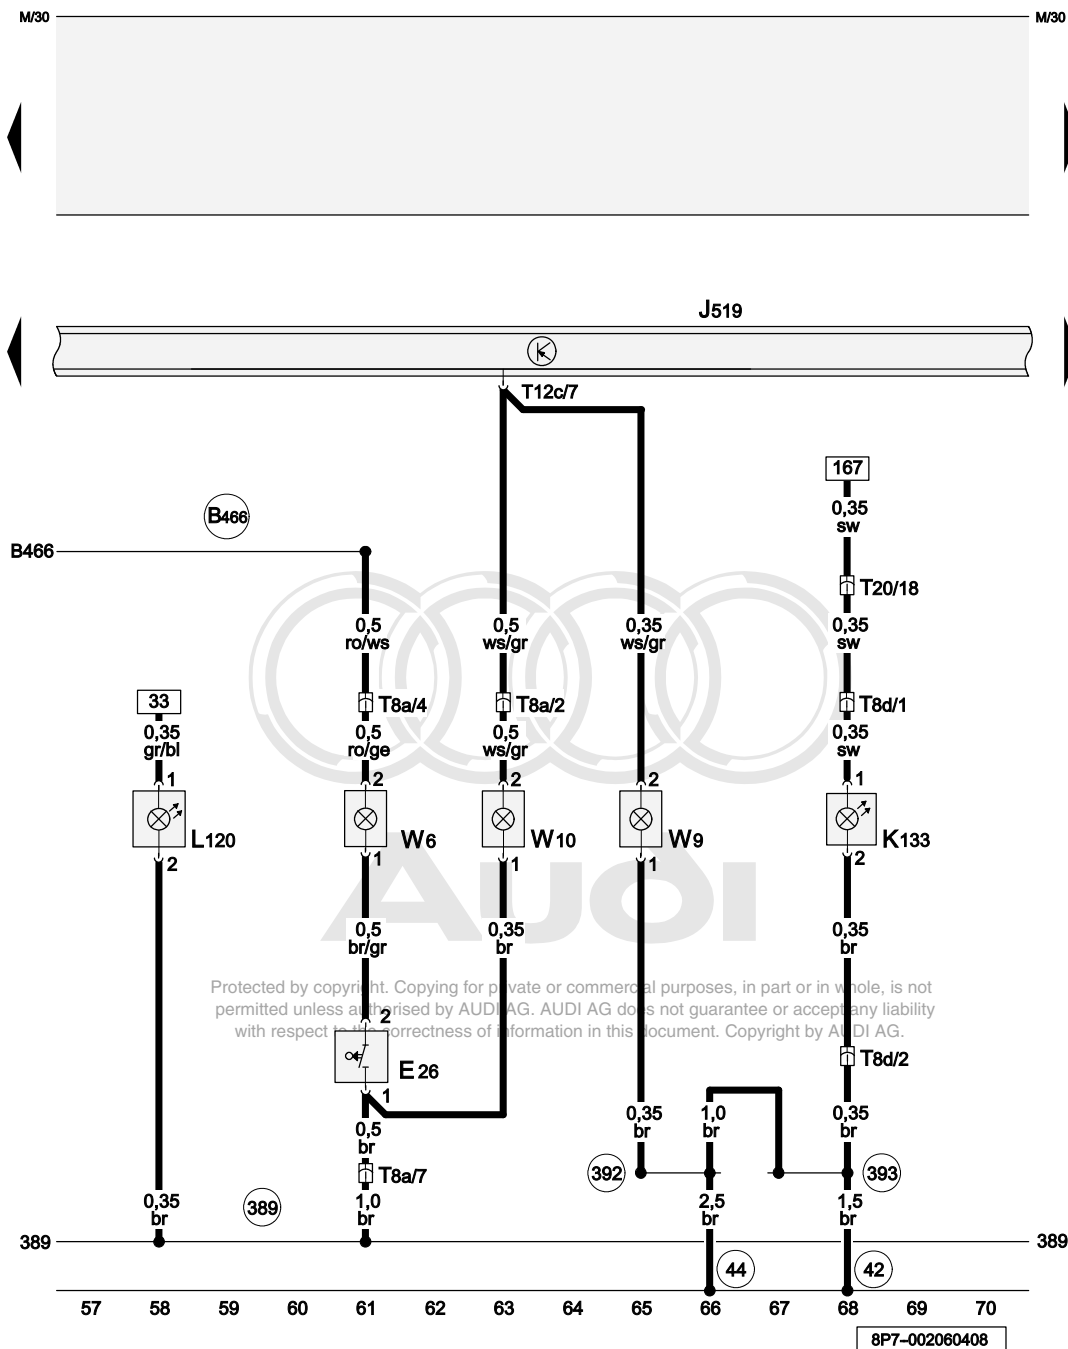 M/30
M/30
J519
T12c/7
167
0,35
sw
B466
B466
T20/18
0,5
ro/ws
0,5
ws/gr
0,35
ws/gr
0,35
sw
33
T8a/4
T8a/2
T8d/1
0,35
gr/bl
0,5
ro/ge
0,5
ws/gr
0,35
sw
1
2
2
2
1
L120
W6
W10
W9
K133
2
1
1
1
2
AUDI
0,5
br/gr
0,35
br
0,35
br
Protected by copyright. Copying for private or commercial purposes, in part or in whole, is not
permitted unless authorised by AUDI AG. AUDI AG does not guarantee or accept any liability
with respect to the correctness of information in this document. Copyright by AUDI AG.
2
E26
T8d/2
1
0,5
br
0,35
br
1,0
br
0,35
br
T8a/7
392
393
0,35
br
389
1,0
br
2,5
br
1,5
br
389
389
44
42
57 58 59 60 61 62 63 64 65 66 67 68 69 70
8P7-002060408